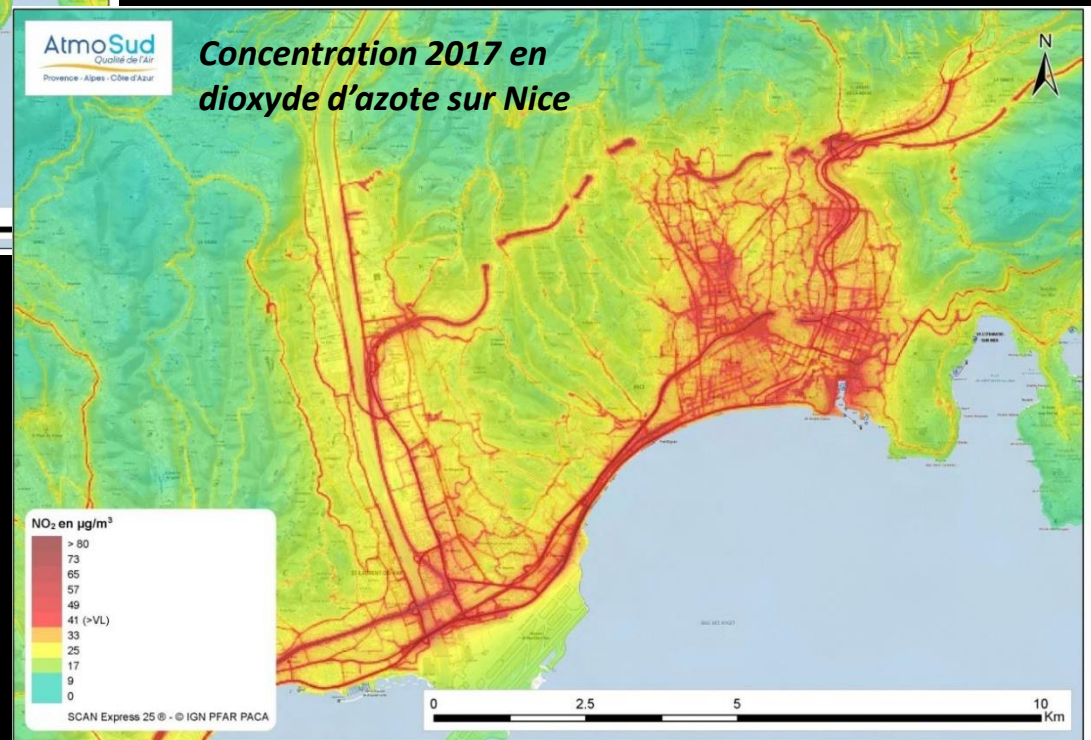 AtmoSud
Qualité de l'Air
Provence - Alpes - Côte d'Azur
Concentration 2017 en
dioxyde d'azote sur Nice
N
NO₂ en µg/m³
> 80
73
65
57
49
41 (>VL)
33
25
17
9
0
SCAN Express 25 ® - © IGN PFAR PACA
0 2.5 5 10
Km